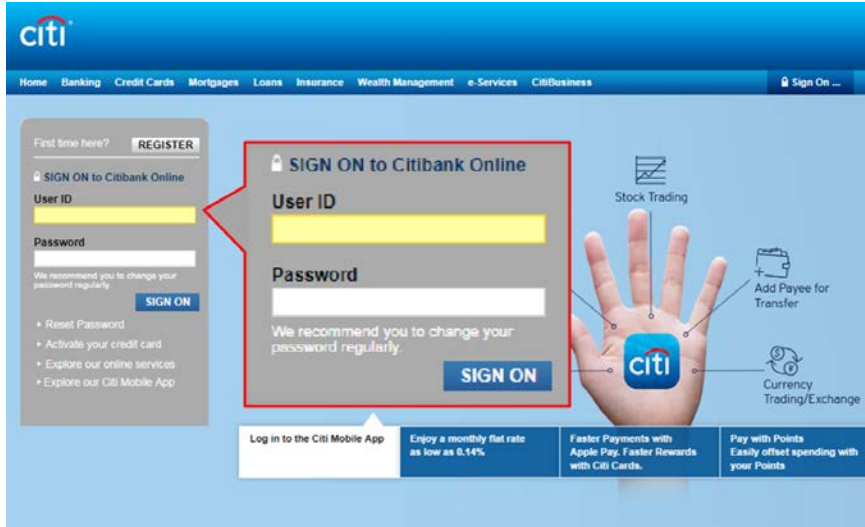 citi
Home Banking Credit Cards Mortgages Loans Insurance Wealth Management e-Services CitiBusiness Sign On ...
First time here? REGISTER
SIGN ON to Citibank Online
User ID
Password
We recommend you to change your
password regularly.
SIGN ON
Reset Password
Activate your credit card
Explore our online services
Explore our Citi Mobile App
SIGN ON to Citibank Online
User ID
Password
We recommend you to change your
password regularly.
SIGN ON
Stock Trading
Add Payee for
Transfer
citi
Currency
Trading/Exchange
Log in to the Citi Mobile App
Enjoy a monthly flat rate
as low as 0.14%
Faster Payments with
Apple Pay. Faster Rewards
with Citi Cards.
Pay with Points
Easily offset spending with
your Points